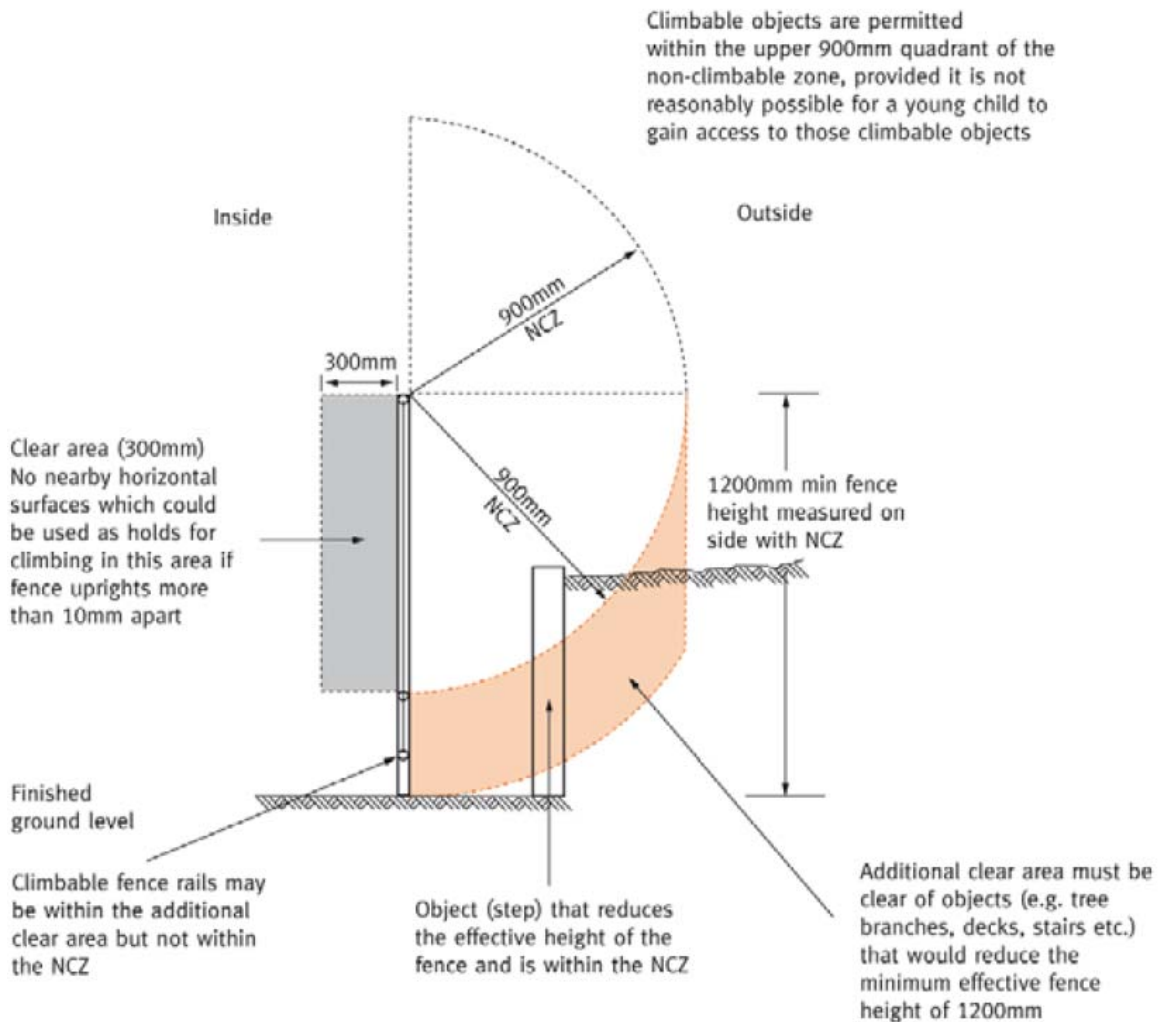 Climbable objects are permitted
within the upper 900mm quadrant of the
non-climbable zone, provided it is not
reasonably possible for a young child to
gain access to those climbable objects
Inside
Outside
900mm
NCZ
300mm
Clear area (300mm)
No nearby horizontal
surfaces which could
be used as holds for
climbing in this area if
fence uprights more
than 10mm apart
900mm
NCZ
1200mm min fence
height measured on
side with NCZ
Finished
ground level
Climbable fence rails may
be within the additional
clear area but not within
the NCZ
Object (step) that reduces
the effective height of the
fence and is within the NCZ
Additional clear area must be
clear of objects (e.g. tree
branches, decks, stairs etc.)
that would reduce the
minimum effective fence
height of 1200mm